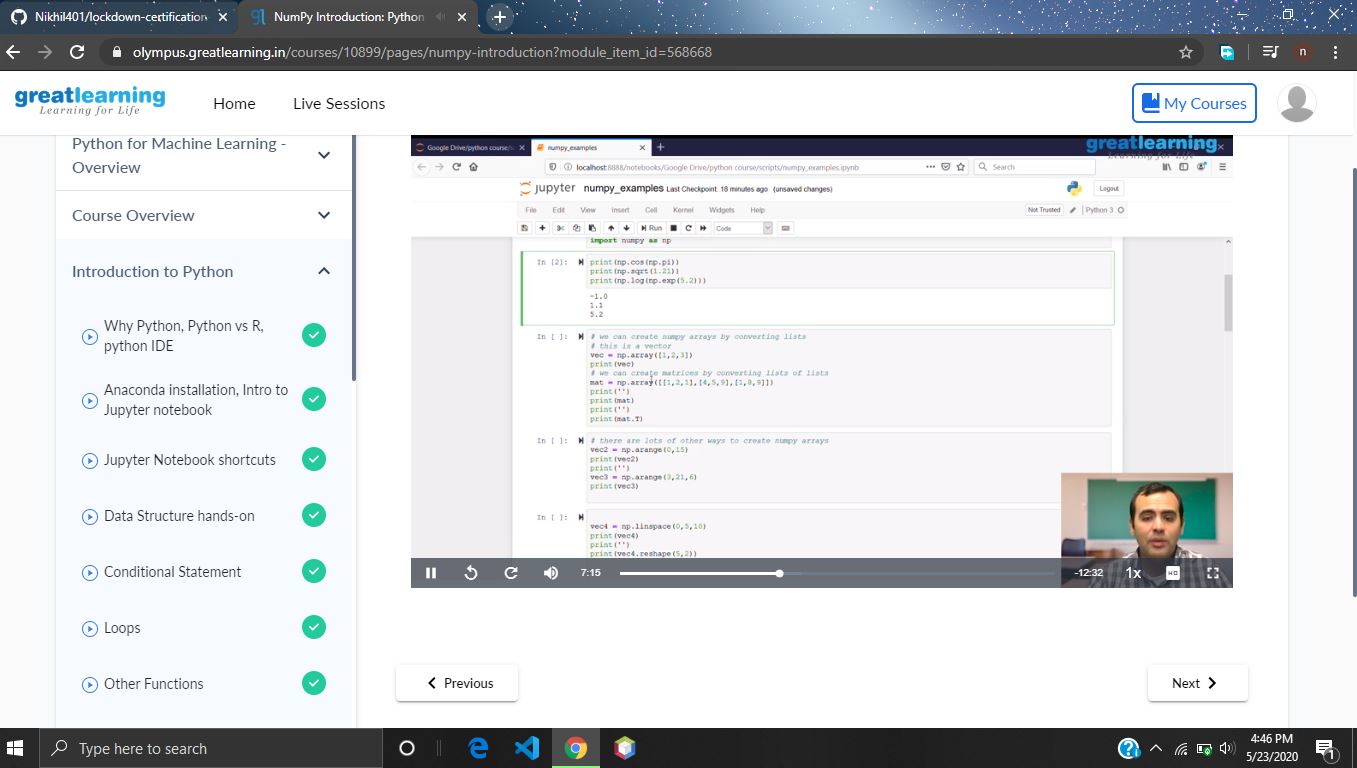 Nikhil401/lockdown-certification
NumPy Introduction: Python
olympus.greatlearning.in/courses/10899/pages/numpy-introduction?module_item_id=568668
n
greatlearning
Learning for Life
Home
Live Sessions
My Courses
Python for Machine Learning -
Overview
Course Overview
Introduction to Python
Why Python, Python vs R,
python IDE
Anaconda installation, Intro to
Jupyter notebook
Jupyter Notebook shortcuts
Data Structure hands-on
Conditional Statement
Loops
Other Functions
Google Drive/python course/s
numpy_examples
greatlearning
Learning for Life
localhost:8888/notebooks/Google Drive/python course/scripts/numpy_examples.ipynb
Search
jupyter numpy_examples Last Checkpoint: 18 minutes ago (unsaved changes)
Logout
File Edit View Insert Cell Kernel Widgets Help
Not Trusted
Python 3
Run
Code
import numpy as np
In [2]: print(np.cos(np.pi))
print(np.sqrt(1.21))
print(np.log(np.exp(5.2)))
-1.0
1.1
5.2
In [ ]: # we can create numpy arrays by converting lists
# this is a vector
vec = np.array([1,2,3])
print(vec)
# we can create matrices by converting lists of lists
mat = np.array([[1,2,1],[4,5,9],[1,8,9]])
print('')
print(mat)
print('')
print(mat.T)
In [ ]: # there are lots of other ways to create numpy arrays
vec2 = np.arange(0,15)
print(vec2)
print('')
vec3 = np.arange(3,21,6)
print(vec3)
In [ ]:
vec4 = np.linspace(0,5,10)
print(vec4)
print('')
print(vec4.reshape(5,2))
7:15
-12:32
1x
HD
Previous
Next
Type here to search
4:46 PM
5/23/2020
1